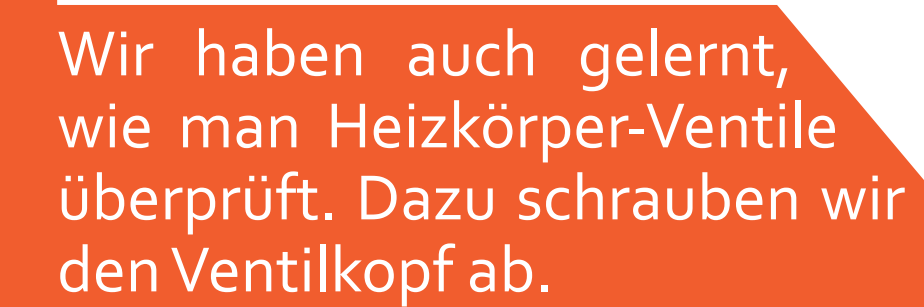 Wir haben auch gelernt,
wie man Heizkörper-Ventile
überprüft. Dazu schrauben wir
den Ventilkopf ab.